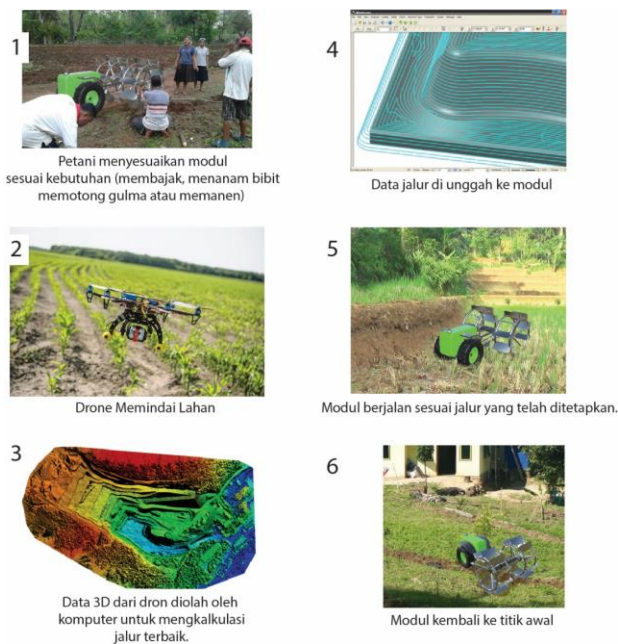 1
Petani menyesuaikan modul
sesuai kebutuhan (membajak, menanam bibit
memotong gulma atau memanen)
2
Drone Memindai Lahan
3
Data 3D dari dron diolah oleh
komputer untuk mengkalkulasi
jalur terbaik.
4
Data jalur di unggah ke modul
5
Modul berjalan sesuai jalur yang telah ditetapkan.
6
Modul kembali ke titik awal